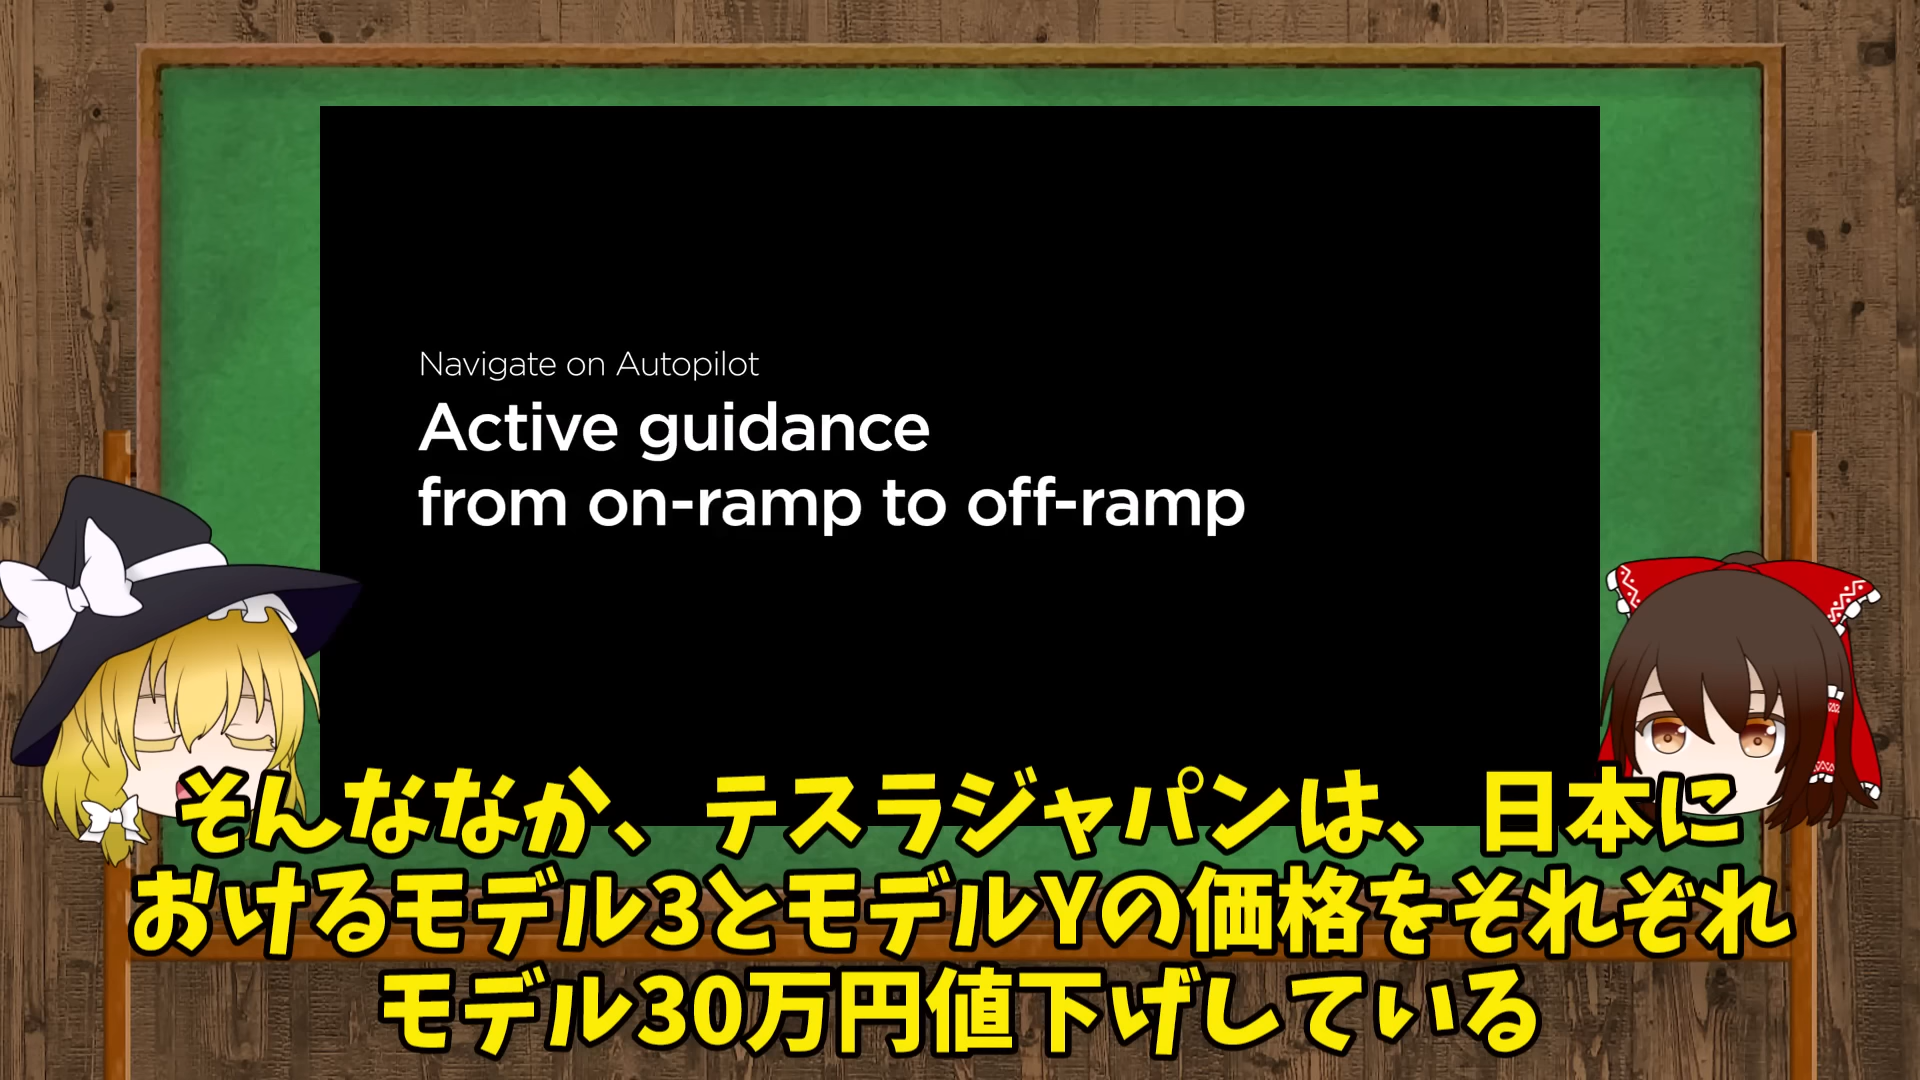 Navigate on Autopilot
Active guidance
from on-ramp to off-ramp
そんななか、テスラジャパンは、日本に
おけるモデル3とモデルYの価格をそれぞれ
モデル30万円値下げしている